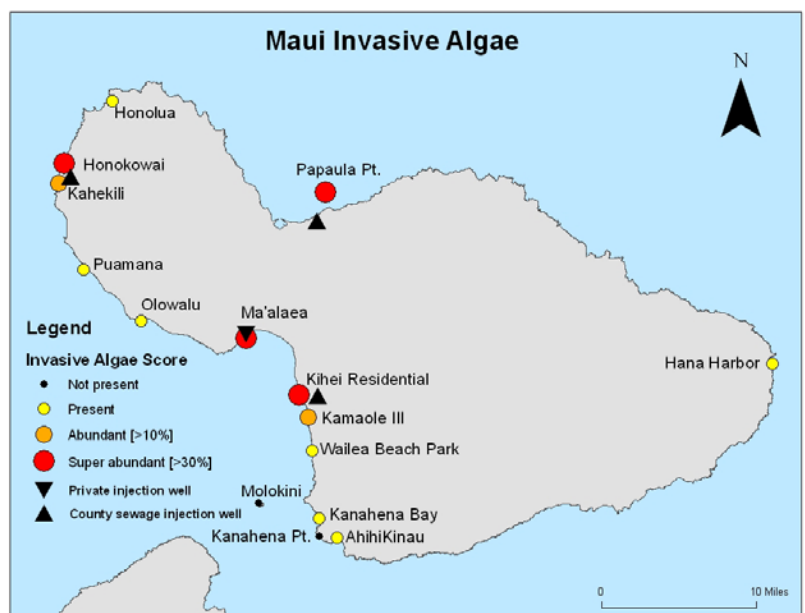 Maui Invasive Algae
N
Honolua
Honokowai
Kahekili
Papaula Pt.
Puamana
Olowalu
Ma'alaea
Hana Harbor
Kihei Residential
Kamaole III
Wailea Beach Park
Molokini
Kanahena Bay
Kanahena Pt.
AhihiKinau
Legend
Invasive Algae Score
Not present
Present
Abundant [>10%]
Super abundant [>30%]
Private injection well
County sewage injection well
0 10 Miles